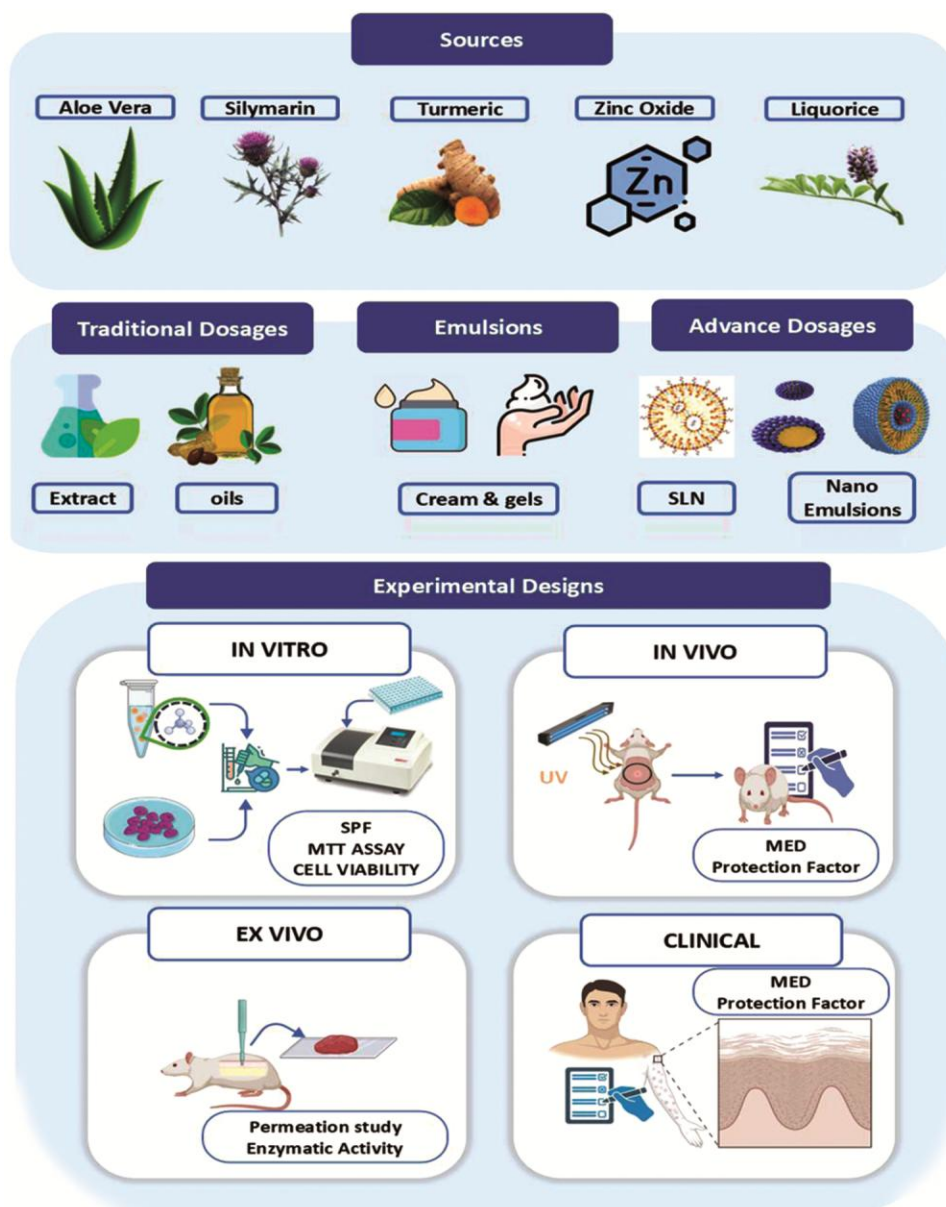 Sources
Aloe Vera
Silymarin
Turmeric
Zinc Oxide
Liquorice
Zn
Traditional Dosages
Emulsions
Advance Dosages
Extract
oils
Cream & gels
SLN
Nano
Emulsions
Experimental Designs
IN VITRO
SPF
MTT ASSAY
CELL VIABILITY
IN VIVO
UV
MED
Protection Factor
EX VIVO
Permeation study
Enzymatic Activity
CLINICAL
MED
Protection Factor